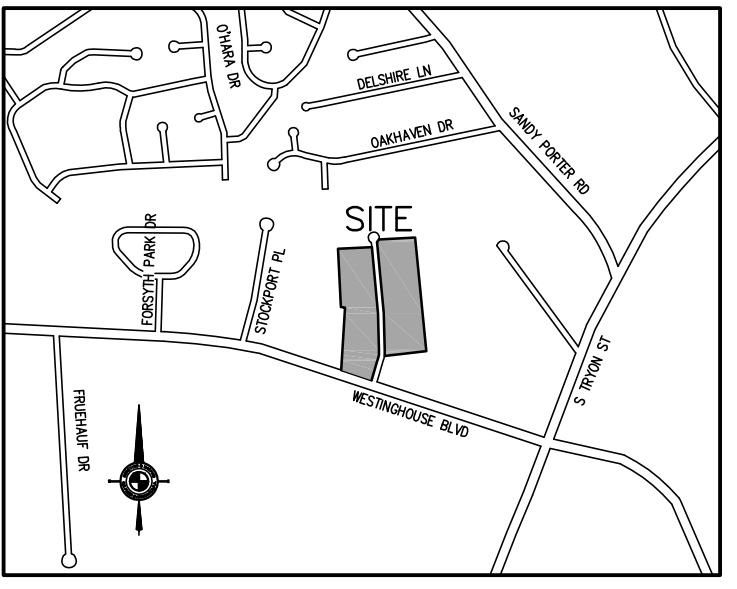 O'HARA DR
DELSHIRE LN
SANDY PORTER RD
OAKHAVEN DR
SITE
FORSYTH PARK DR
STOCKPORT PL
S TRYON ST
WESTINGHOUSE BLVD
FRUEHAUF DR